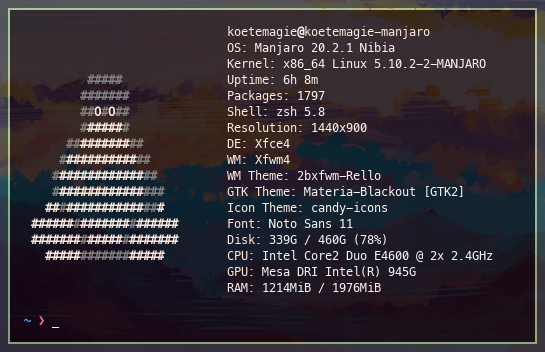 koetemagie@koetemagie-manjaro
OS: Manjaro 20.2.1 Nibia
Kernel: x86_64 Linux 5.10.2-2-MANJARO
Uptime: 6h 8m
Packages: 1797
Shell: zsh 5.8
Resolution: 1440x900
DE: Xfce4
WM: Xfwm4
WM Theme: 2bxfwm-Rello
GTK Theme: Materia-Blackout [GTK2]
Icon Theme: candy-icons
Font: Noto Sans 11
Disk: 339G / 460G (78%)
CPU: Intel Core2 Duo E4600 @ 2x 2.4GHz
GPU: Mesa DRI Intel(R) 945G
RAM: 1214MiB / 1976MiB
~ ❯ _